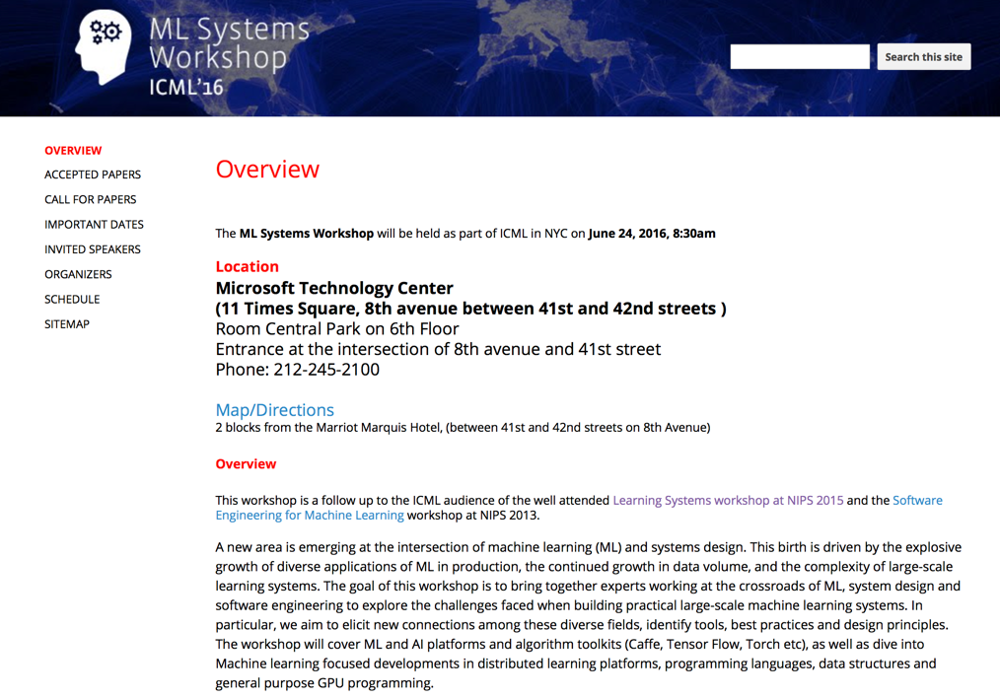 ML Systems
Workshop
ICML'16
Search this site
OVERVIEW
ACCEPTED PAPERS
CALL FOR PAPERS
IMPORTANT DATES
INVITED SPEAKERS
ORGANIZERS
SCHEDULE
SITEMAP
Overview
The ML Systems Workshop will be held as part of ICML in NYC on June 24, 2016, 8:30am
Location
Microsoft Technology Center
(11 Times Square, 8th avenue between 41st and 42nd streets )
Room Central Park on 6th Floor
Entrance at the intersection of 8th avenue and 41st street
Phone: 212-245-2100
Map/Directions
2 blocks from the Marriot Marquis Hotel, (between 41st and 42nd streets on 8th Avenue)
Overview
This workshop is a follow up to the ICML audience of the well attended Learning Systems workshop at NIPS 2015 and the Software
Engineering for Machine Learning workshop at NIPS 2013.
A new area is emerging at the intersection of machine learning (ML) and systems design. This birth is driven by the explosive
growth of diverse applications of ML in production, the continued growth in data volume, and the complexity of large-scale
learning systems. The goal of this workshop is to bring together experts working at the crossroads of ML, system design and
software engineering to explore the challenges faced when building practical large-scale machine learning systems. In
particular, we aim to elicit new connections among these diverse fields, identify tools, best practices and design principles.
The workshop will cover ML and AI platforms and algorithm toolkits (Caffe, Tensor Flow, Torch etc), as well as dive into
Machine learning focused developments in distributed learning platforms, programming languages, data structures and
general purpose GPU programming.